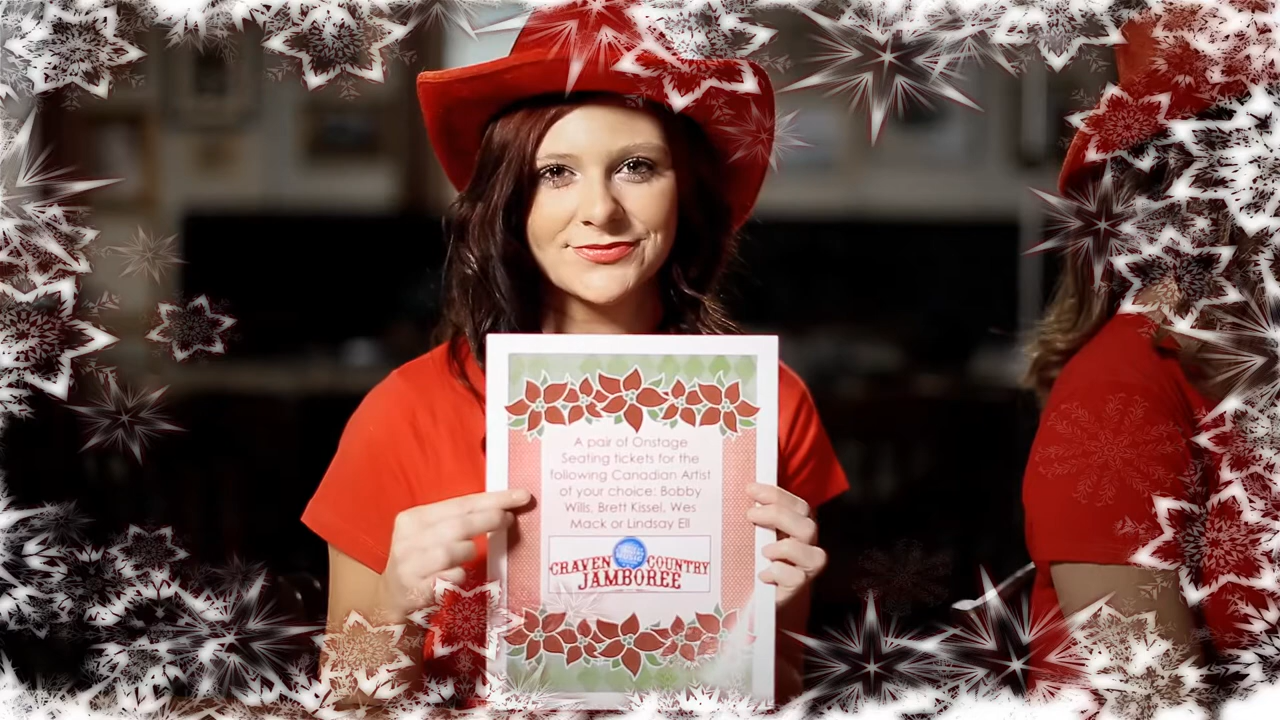 A pair of Onstage
Seating tickets for the
following Canadian Artist
of your choice: Bobby
Wills, Brett Kissel, Wes
Mack or Lindsay Ell
CRAVEN COUNTRY
JAMBOREE